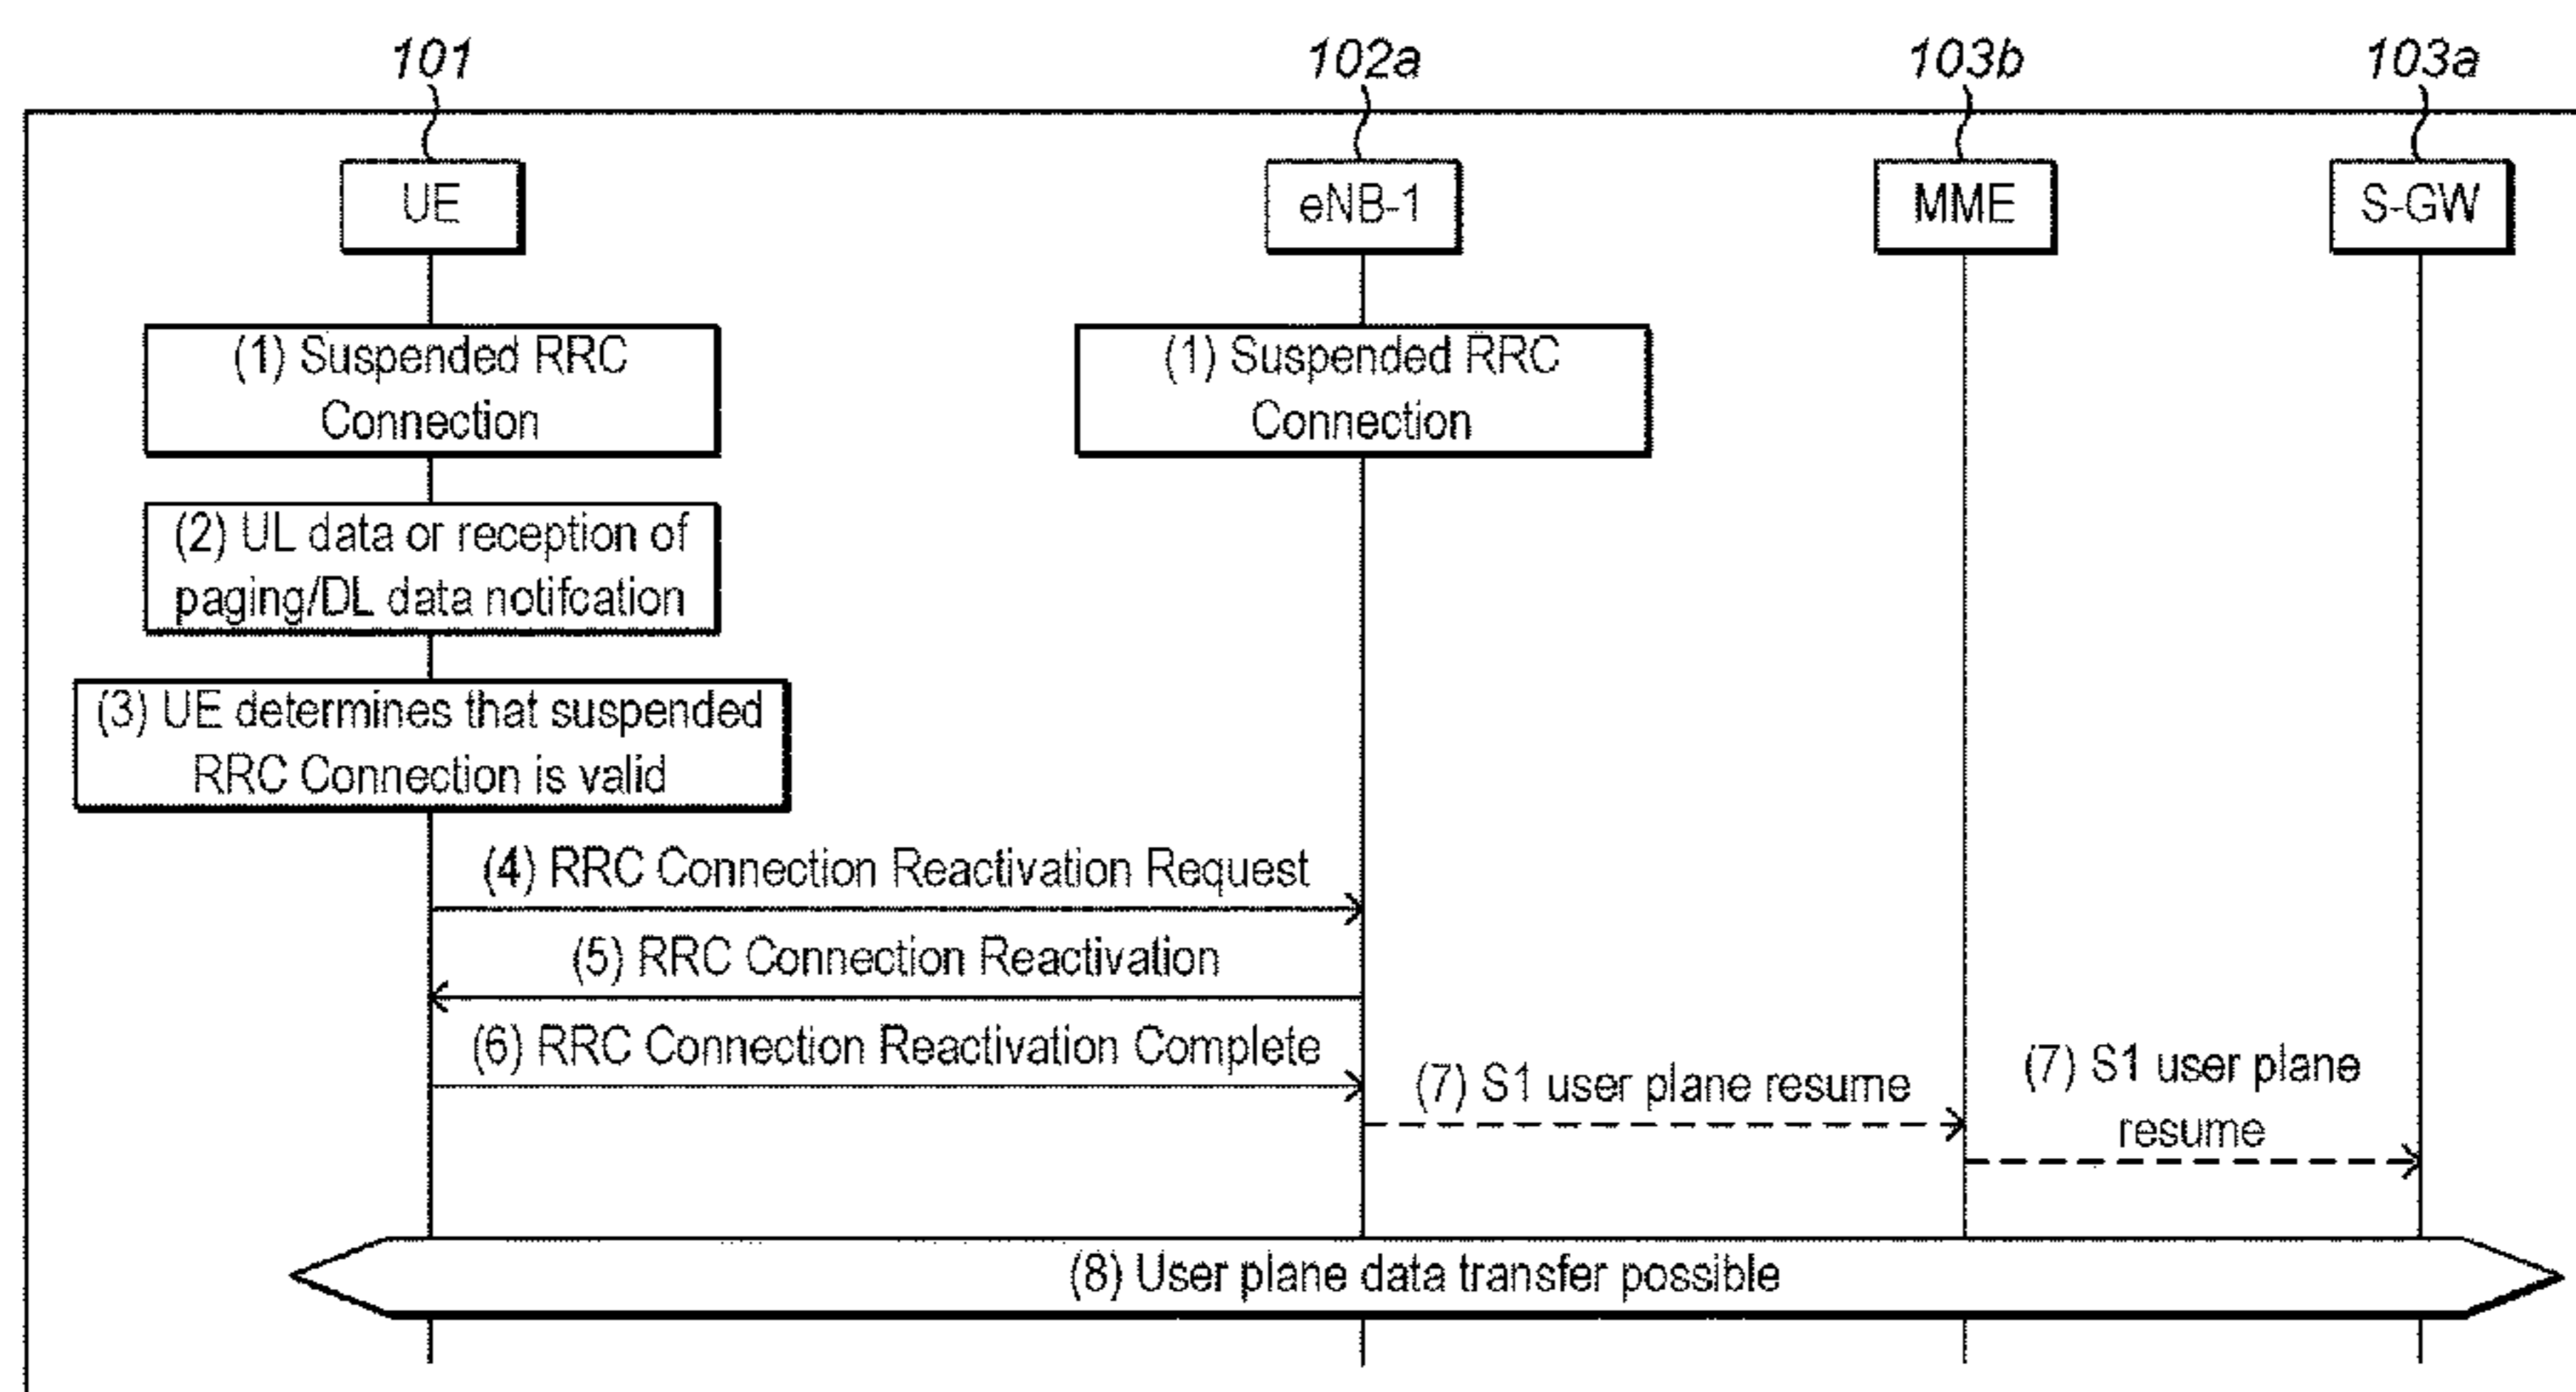 101
102a
103b
103a
UE
eNB-1
MME
S-GW
(1) Suspended RRC
Connection
(1) Suspended RRC
Connection
(2) UL data or reception of
paging/DL data notifcation
(3) UE determines that suspended
RRC Connection is valid
(4) RRC Connection Reactivation Request
(5) RRC Connection Reactivation
(6) RRC Connection Reactivation Complete
(7) S1 user plane resume
(7) S1 user plane
resume
(8) User plane data transfer possible